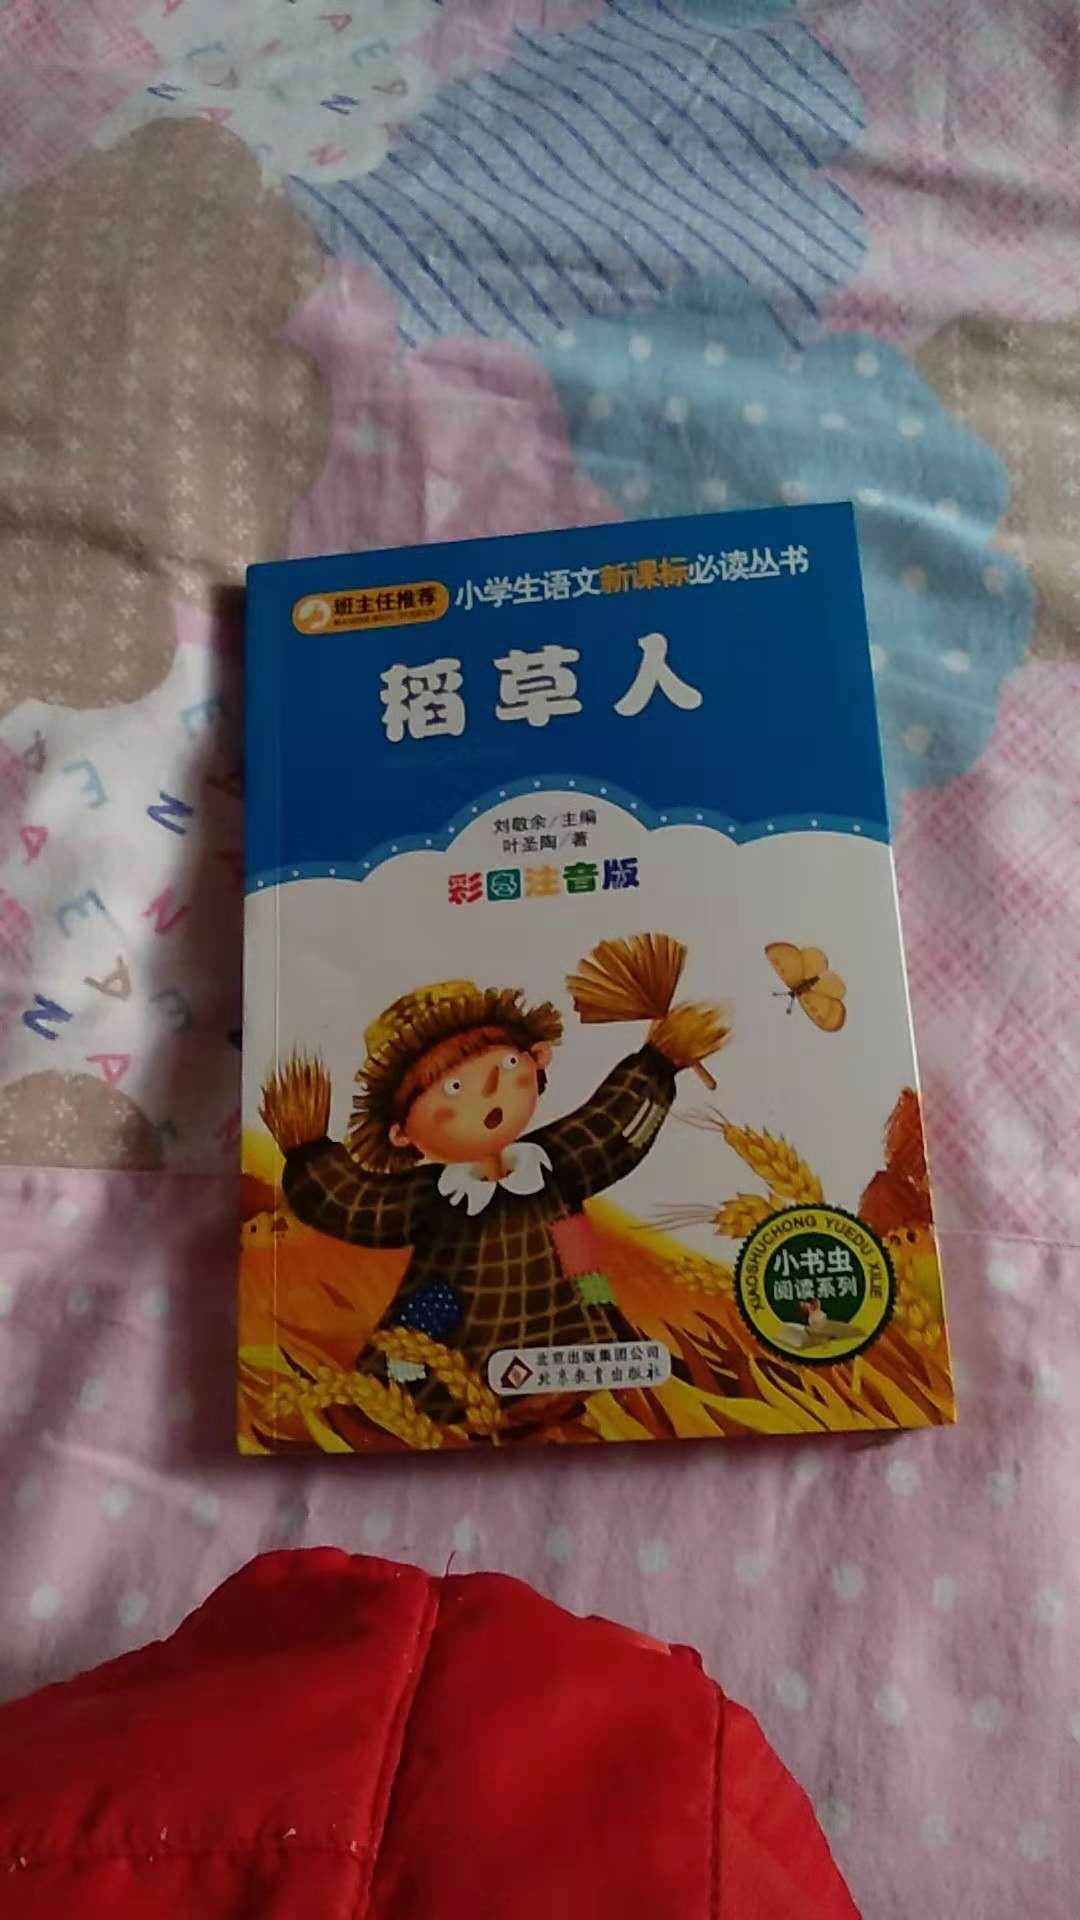 班主任推荐
小学生语文新课标必读丛书
稻草人
刘敬余/主编
叶圣陶/著
彩图注音版
XIAOSHUCHONG YUEDU XILIE
小书虫
阅读系列
北京出版集团公司
北京教育出版社